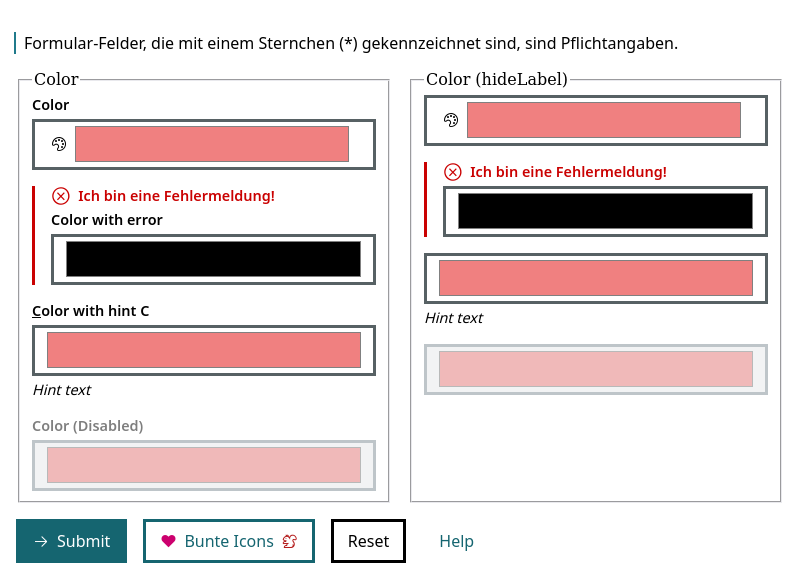 Formular-Felder, die mit einem Sternchen (*) gekennzeichnet sind, sind Pflichtangaben.
Color
Color
Ich bin eine Fehlermeldung!
Color with error
Color with hint C
Hint text
Color (Disabled)
Color (hideLabel)
Ich bin eine Fehlermeldung!
Hint text
Submit
Bunte Icons
Reset
Help